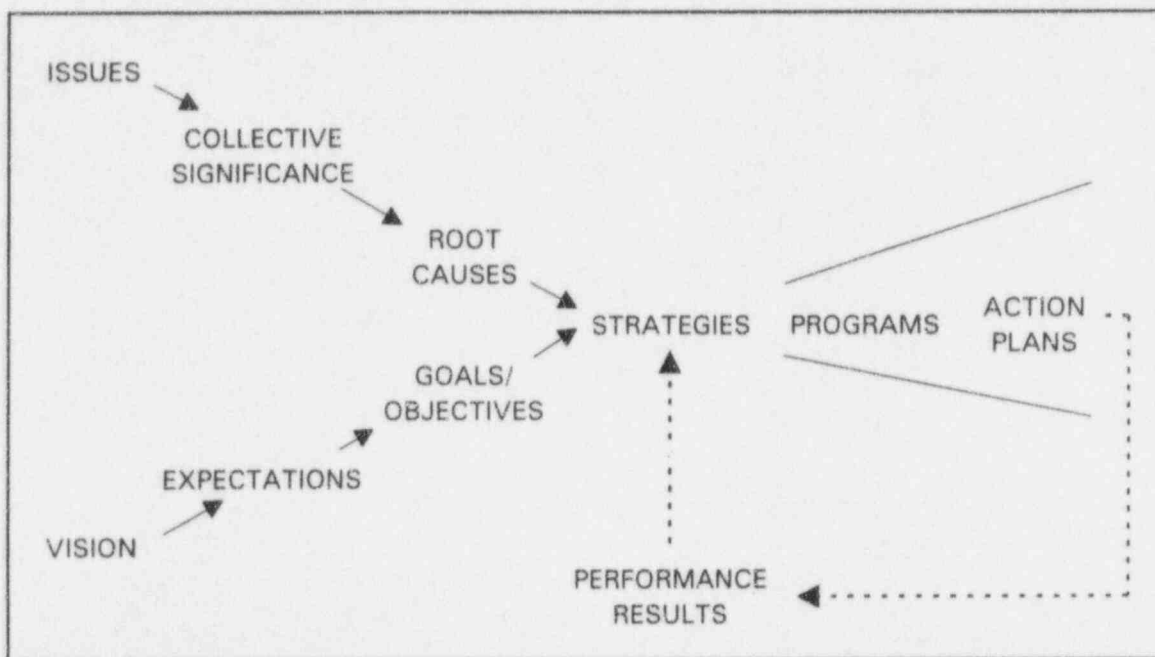 ISSUES
COLLECTIVE
SIGNIFICANCE
ROOT
CAUSES
STRATEGIES
PROGRAMS
ACTION
PLANS
GOALS/
OBJECTIVES
EXPECTATIONS
VISION
PERFORMANCE
RESULTS